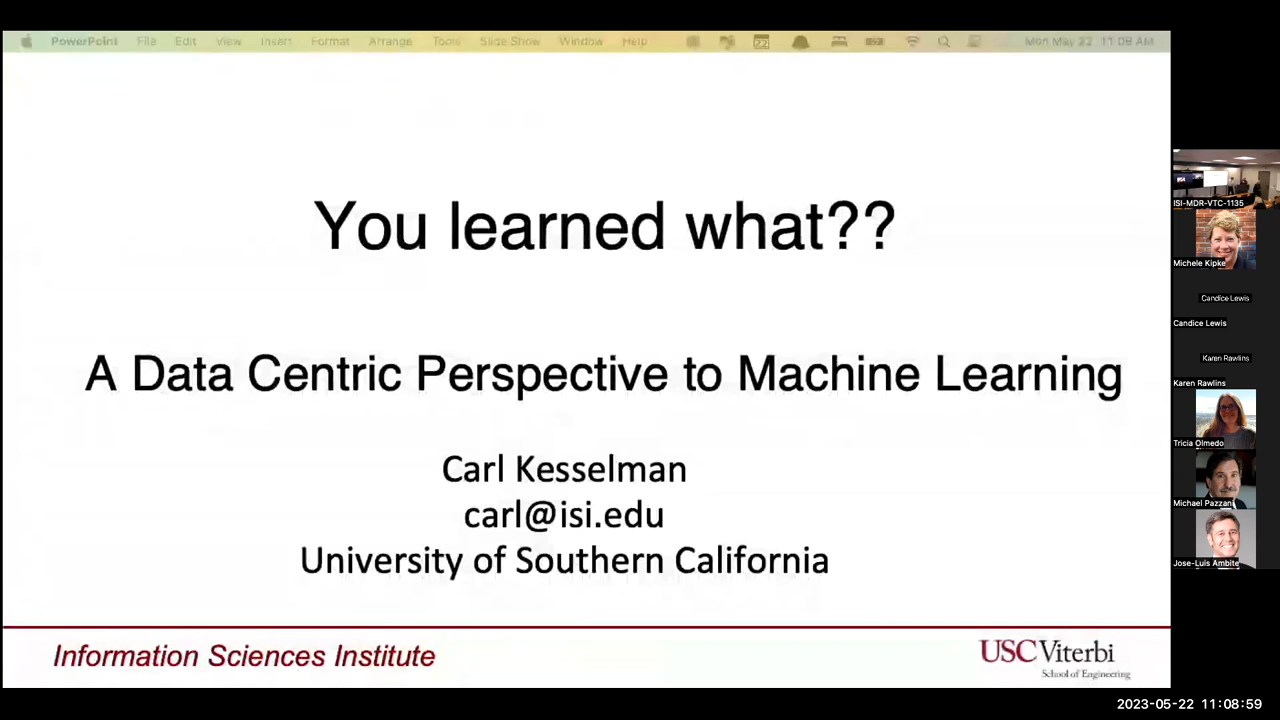 PowerPoint File Edit View Insert Format Arrange Tools Slide Show Window Help Mon May 22 11:08 AM
You learned what??
A Data Centric Perspective to Machine Learning
Carl Kesselman
carl@isi.edu
University of Southern California
Information Sciences Institute
USC Viterbi
School of Engineering
ISI-MDR-VTC-1135
Michele Kipke
Candice Lewis
Candice Lewis
Karen Rawlins
Karen Rawlins
Tricia Olmedo
Michael Pazzani
Jose-Luis Ambite
2023-05-22 11:08:59